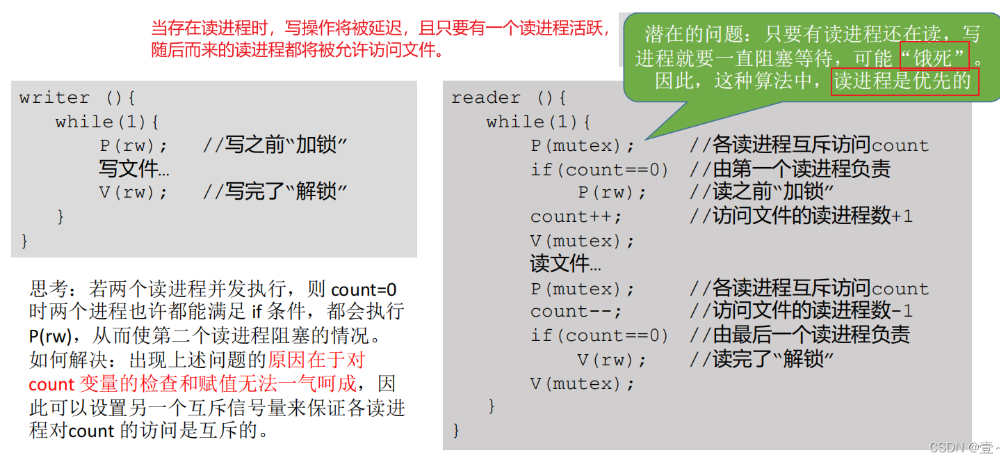 当存在读进程时，写操作将被延迟，且只要有一个读进程活跃，
随后而来的读进程都将被允许访问文件。
潜在的问题：只要有读进程还在读，写
进程就要一直阻塞等待，可能“饿死”。
因此，这种算法中，读进程是优先的
writer (){
while(1){
P(rw); //写之前“加锁”
写文件…
V(rw); //写完了“解锁”
}
}
思考：若两个读进程并发执行，则 count=0
时两个进程也许都能满足 if 条件，都会执行
P(rw)，从而使第二个读进程阻塞的情况。
如何解决：出现上述问题的原因在于对
count 变量的检查和赋值无法一气呵成，因
此可以设置另一个互斥信号量来保证各读进
程对count 的访问是互斥的。
reader (){
while(1){
P(mutex); //各读进程互斥访问count
if(count==0) //由第一个读进程负责
P(rw); //读之前“加锁”
count++; //访问文件的读进程数+1
V(mutex);
读文件…
P(mutex); //各读进程互斥访问count
count--; //访问文件的读进程数-1
if(count==0) //由最后一个读进程负责
V(rw); //读完了“解锁”
V(mutex);
}
}
CSDN @壹丶